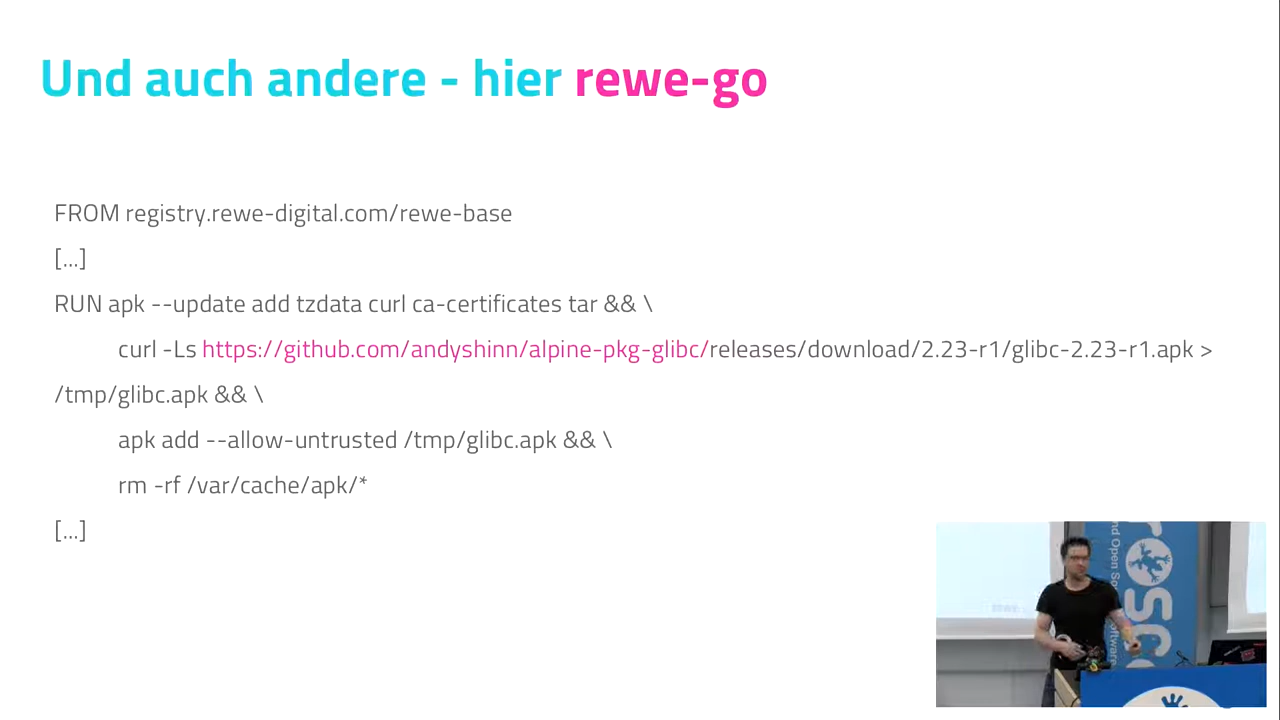 Und auch andere - hier rewe-go
FROM registry.rewe-digital.com/rewe-base
[...]
RUN apk --update add tzdata curl ca-certificates tar && \
curl -Ls https://github.com/andyshinn/alpine-pkg-glibc/releases/download/2.23-r1/glibc-2.23-r1.apk >
/tmp/glibc.apk && \
apk add --allow-untrusted /tmp/glibc.apk && \
rm -rf /var/cache/apk/*
[...]